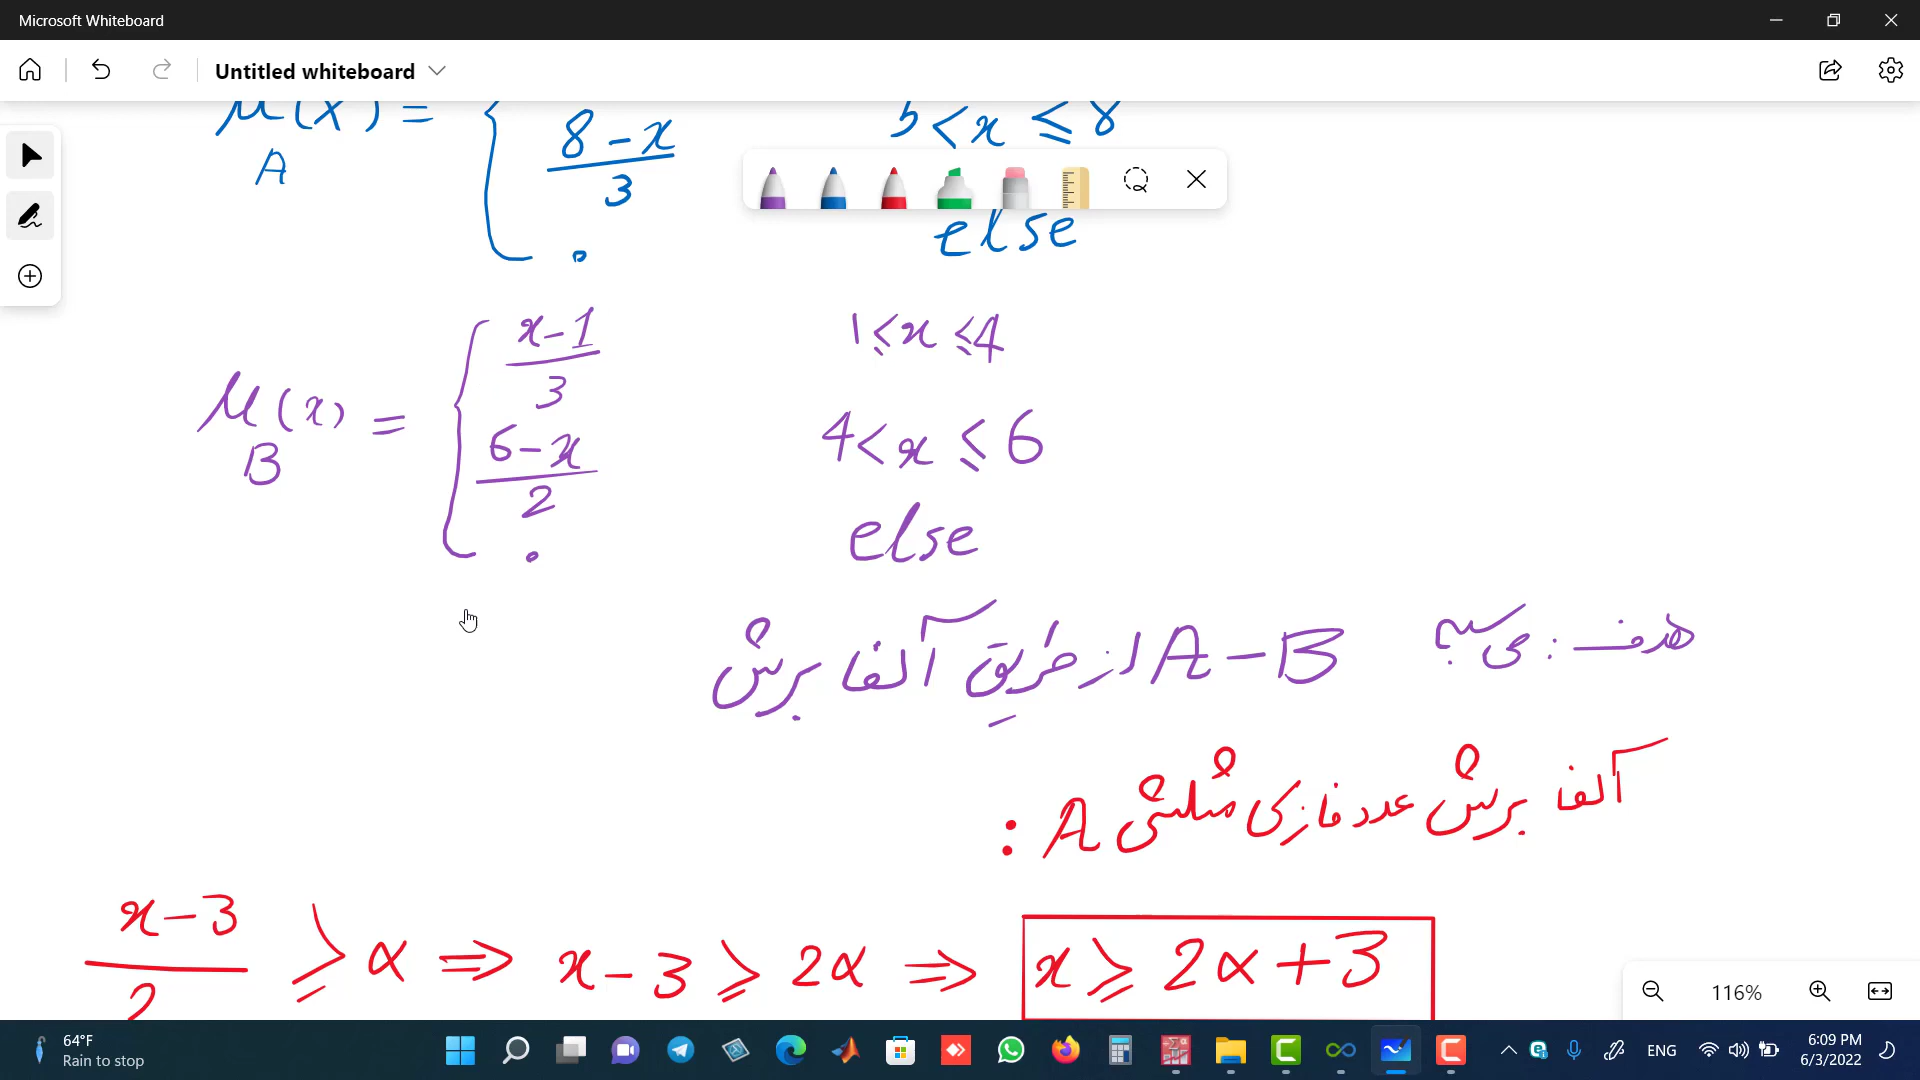 Microsoft Whiteboard
Untitled whiteboard
μ(x) =
A
8 - x
3
5 < x ≤ 8
.
else
μ(x) =
B
x-1
3
1 ≤ x ≤ 4
6-x
2
4 < x ≤ 6
.
else
هدف : محاسبه A-B از طریق آلفا برش
آلفا برش عدد فازی مثلثی A :
x-3
2
≥ α ⇒ x-3 ≥ 2α ⇒ x ≥ 2α+3
116%
64°F
Rain to stop
ENG
6:09 PM
6/3/2022